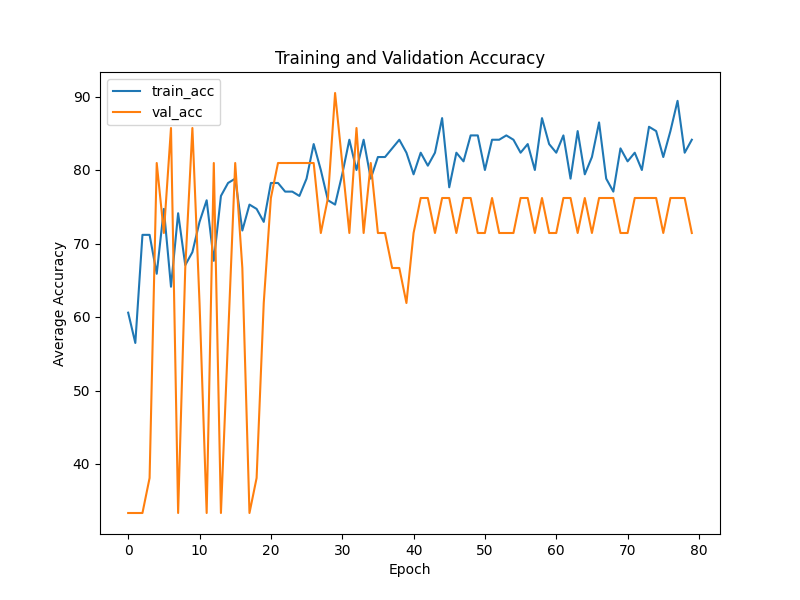 Training and Validation Accuracy
train_acc
val_acc
90
80
70
60
50
40
Average Accuracy
0 10 20 30 40 50 60 70 80
Epoch